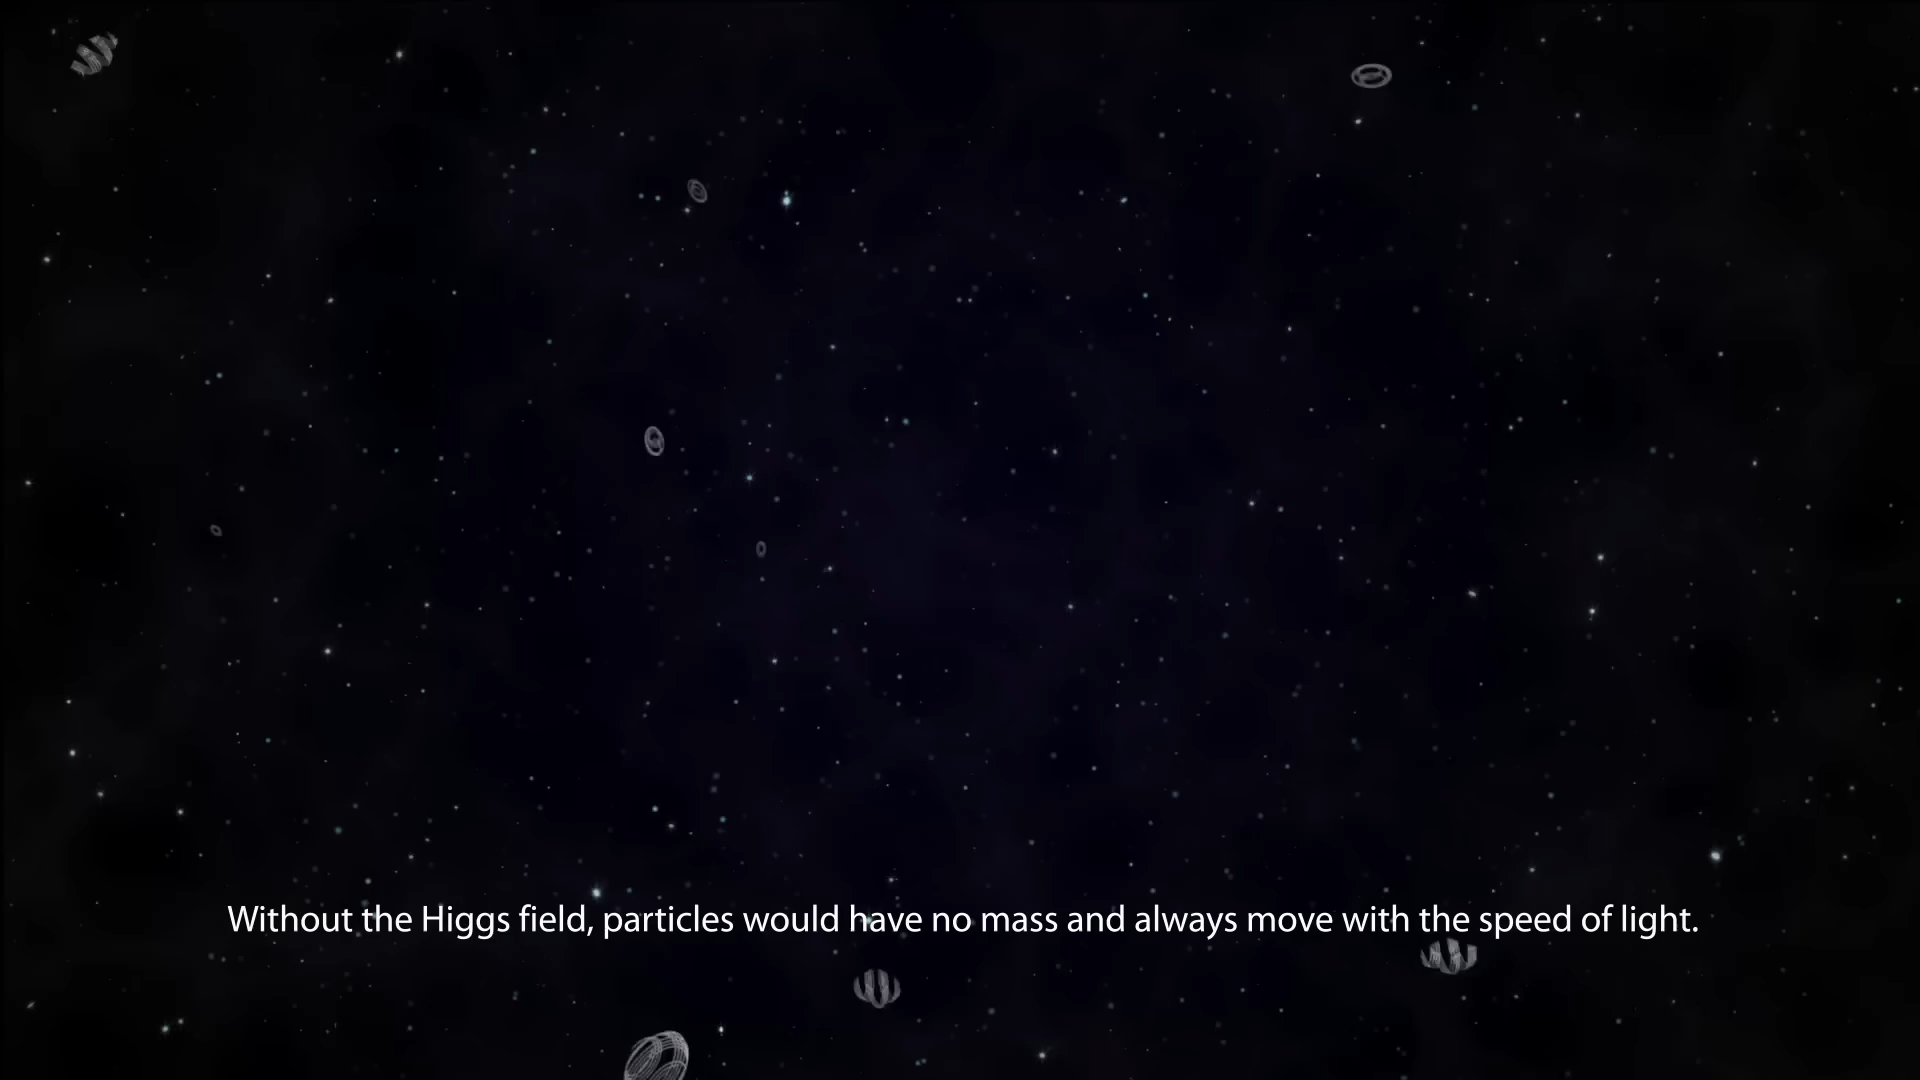 Without the Higgs field, particles would have no mass and always move with the speed of light.